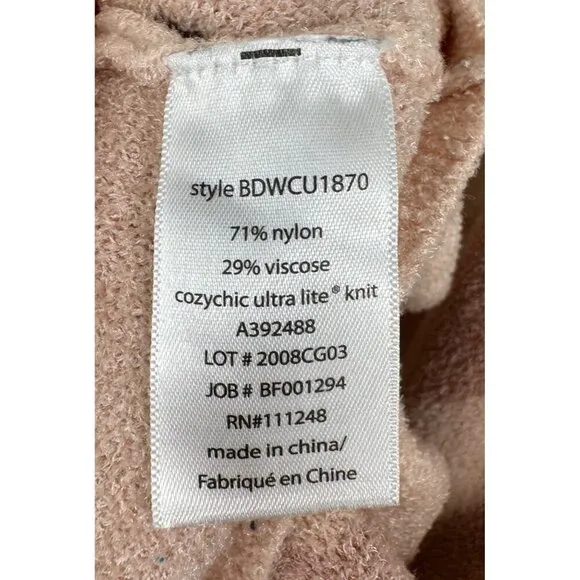 style BDWCU1870
71% nylon
29% viscose
cozychic ultra lite® knit
A392488
LOT # 2008CG03
JOB # BF001294
RN#111248
made in china/
Fabriqué en Chine